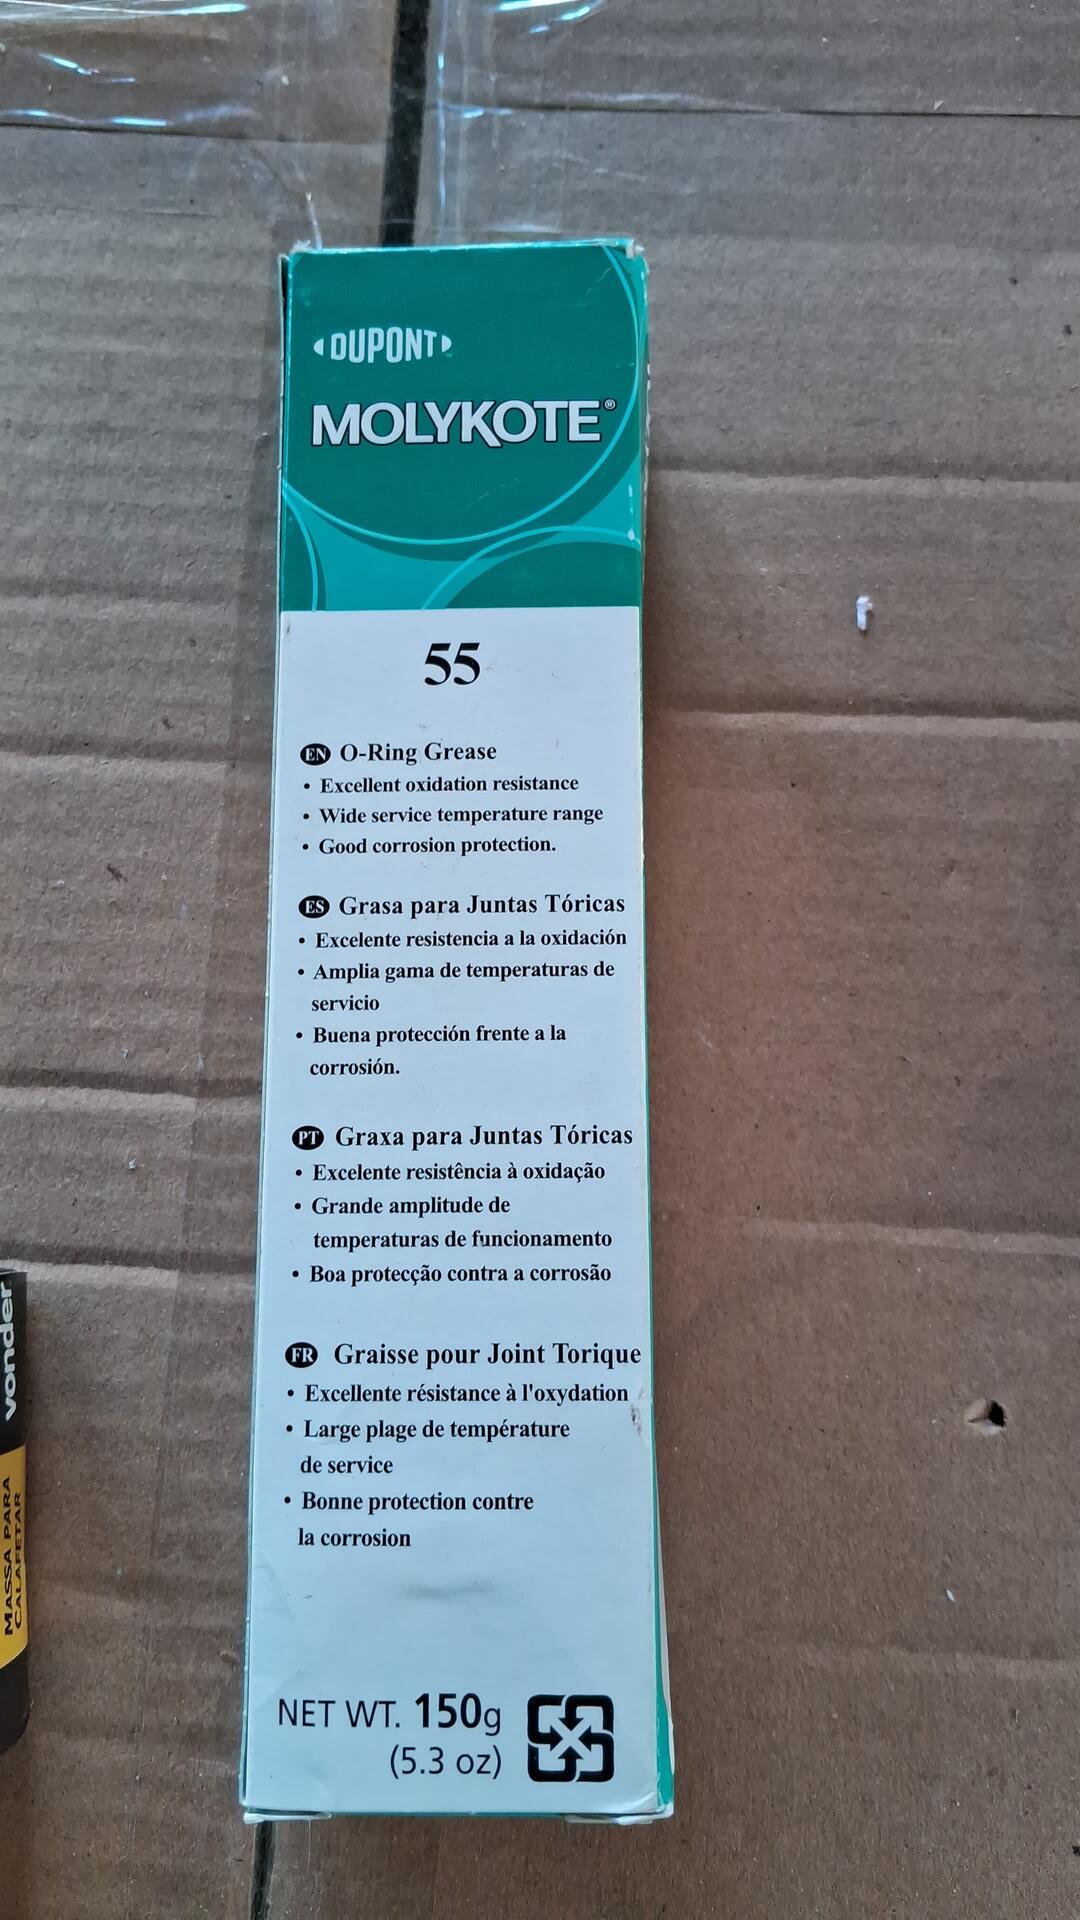 DUPONT
MOLYKOTE®
55
EN O-Ring Grease
• Excellent oxidation resistance
• Wide service temperature range
• Good corrosion protection.
ES Grasa para Juntas Tóricas
• Excelente resistencia a la oxidación
• Amplia gama de temperaturas de
servicio
• Buena protección frente a la
corrosión.
PT Graxa para Juntas Tóricas
• Excelente resistência à oxidação
• Grande amplitude de
temperaturas de funcionamento
• Boa protecção contra a corrosão
FR Graisse pour Joint Torique
• Excellente résistance à l'oxydation
• Large plage de température
de service
• Bonne protection contre
la corrosion
NET WT. 150g
(5.3 oz)
vonder
MASSA PARA
CALAFETAR